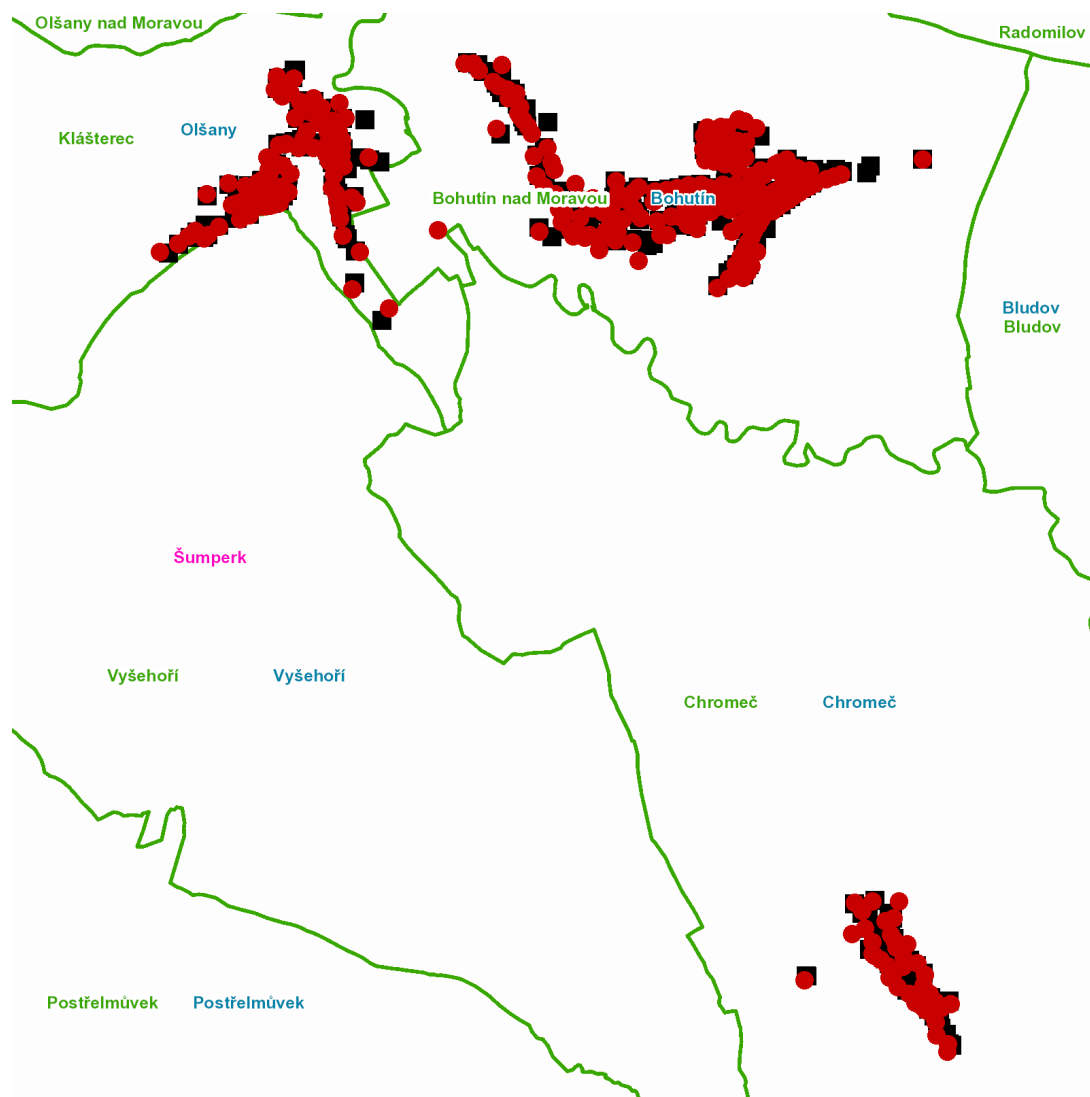 Olšany nad Moravou
Radomilov
Klášterec
Olšany
Bohutín nad Moravou
Bohutín
Bludov
Bludov
Šumperk
Vyšehoří
Vyšehoří
Chromeč
Chromeč
Postřelmůvek
Postřelmůvek